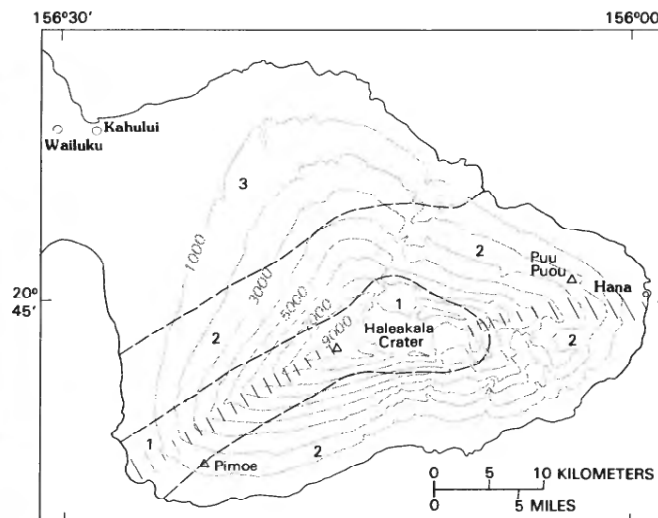 156°30'
156°00'
Kahului
Wailuku
3
1000
3000
2
Puu
Puou
Hana
20°
45'
5000
1
9000
Haleakala
Crater
2
2
1
2
Pimoe
0 5 10 KILOMETERS
0 5 MILES